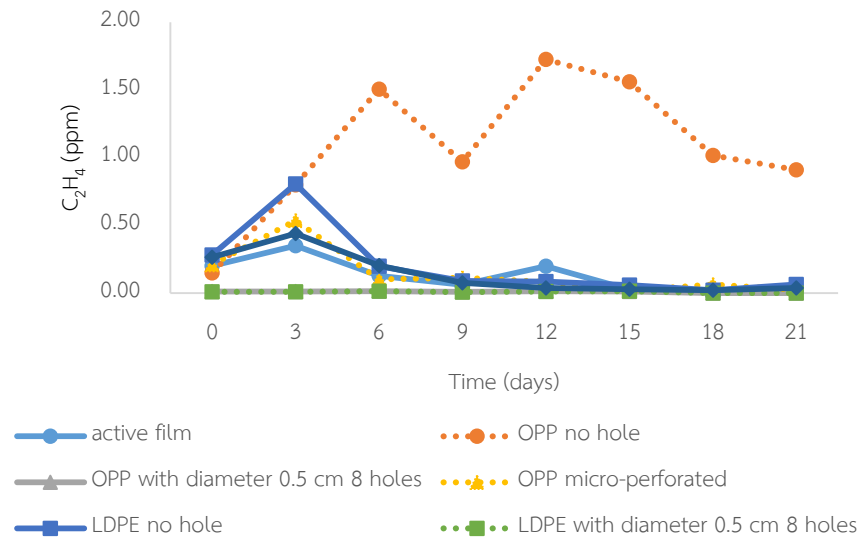 2.00
1.50
1.00
0.50
0.00
C₂H₄ (ppm)
0 3 6 9 12 15 18 21
Time (days)
active film
OPP no hole
OPP with diameter 0.5 cm 8 holes
OPP micro-perforated
LDPE no hole
LDPE with diameter 0.5 cm 8 holes